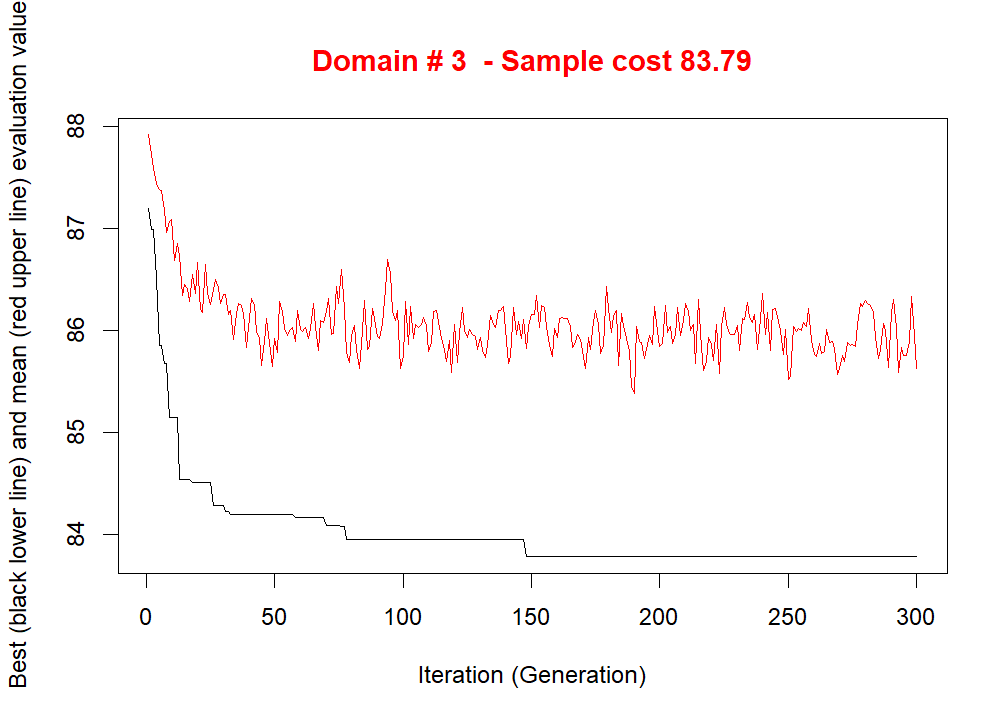 Domain # 3  - Sample cost 83.79
Best (black lower line) and mean (red upper line) evaluation value
88
87
86
85
84
0 50 100 150 200 250 300
Iteration (Generation)